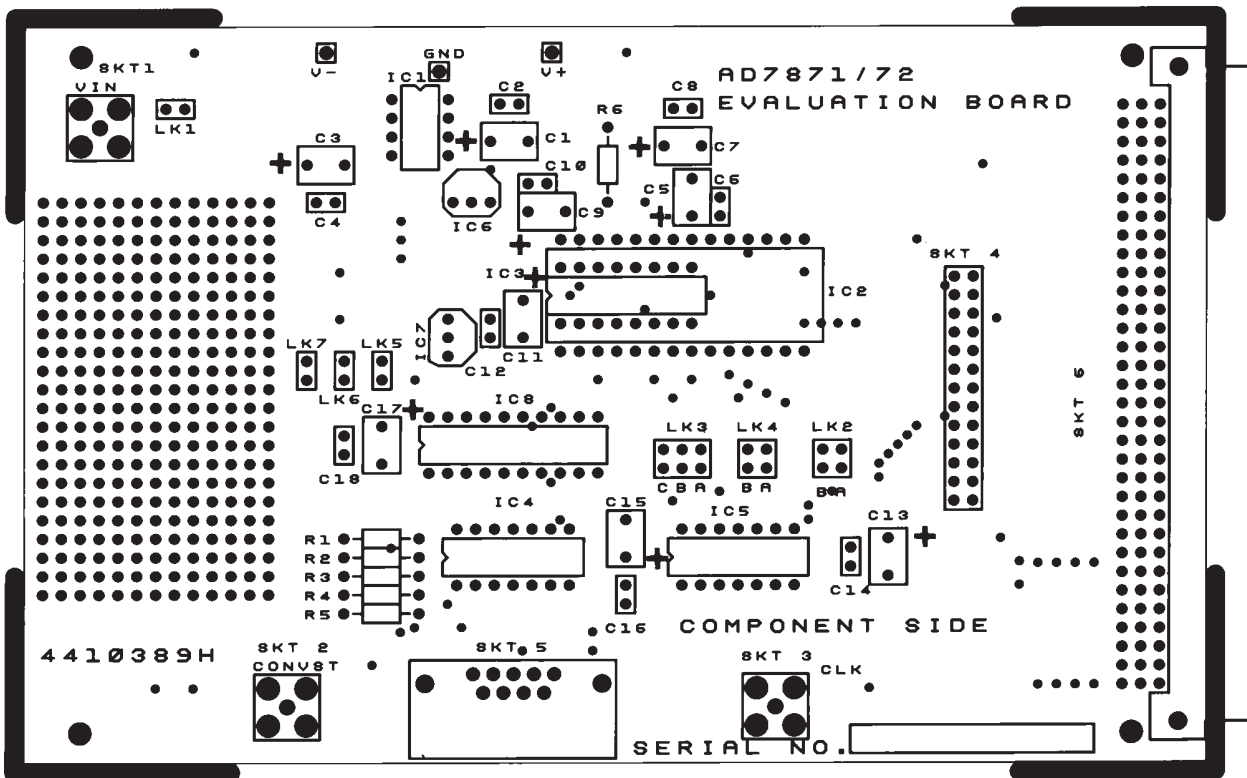 SKT1
VIN
LK1
V-
GND
IC1
V+
AD7871/72
EVALUATION BOARD
C2
C8
R6
C3
C1
C7
C10
C5
C6
C4
IC6
C9
IC3
IC2
SKT 4
IC7
C11
C12
LK7
LK5
LK6
C17
IC8
SKT 6
LK3
LK4
LK2
C B A
B A
B A
C18
IC4
C15
IC5
C13
R1
R2
R3
R4
R5
C14
C16
COMPONENT SIDE
4410389H
SKT 2
CONVST
SKT 5
SKT 3
CLK
SERIAL NO.